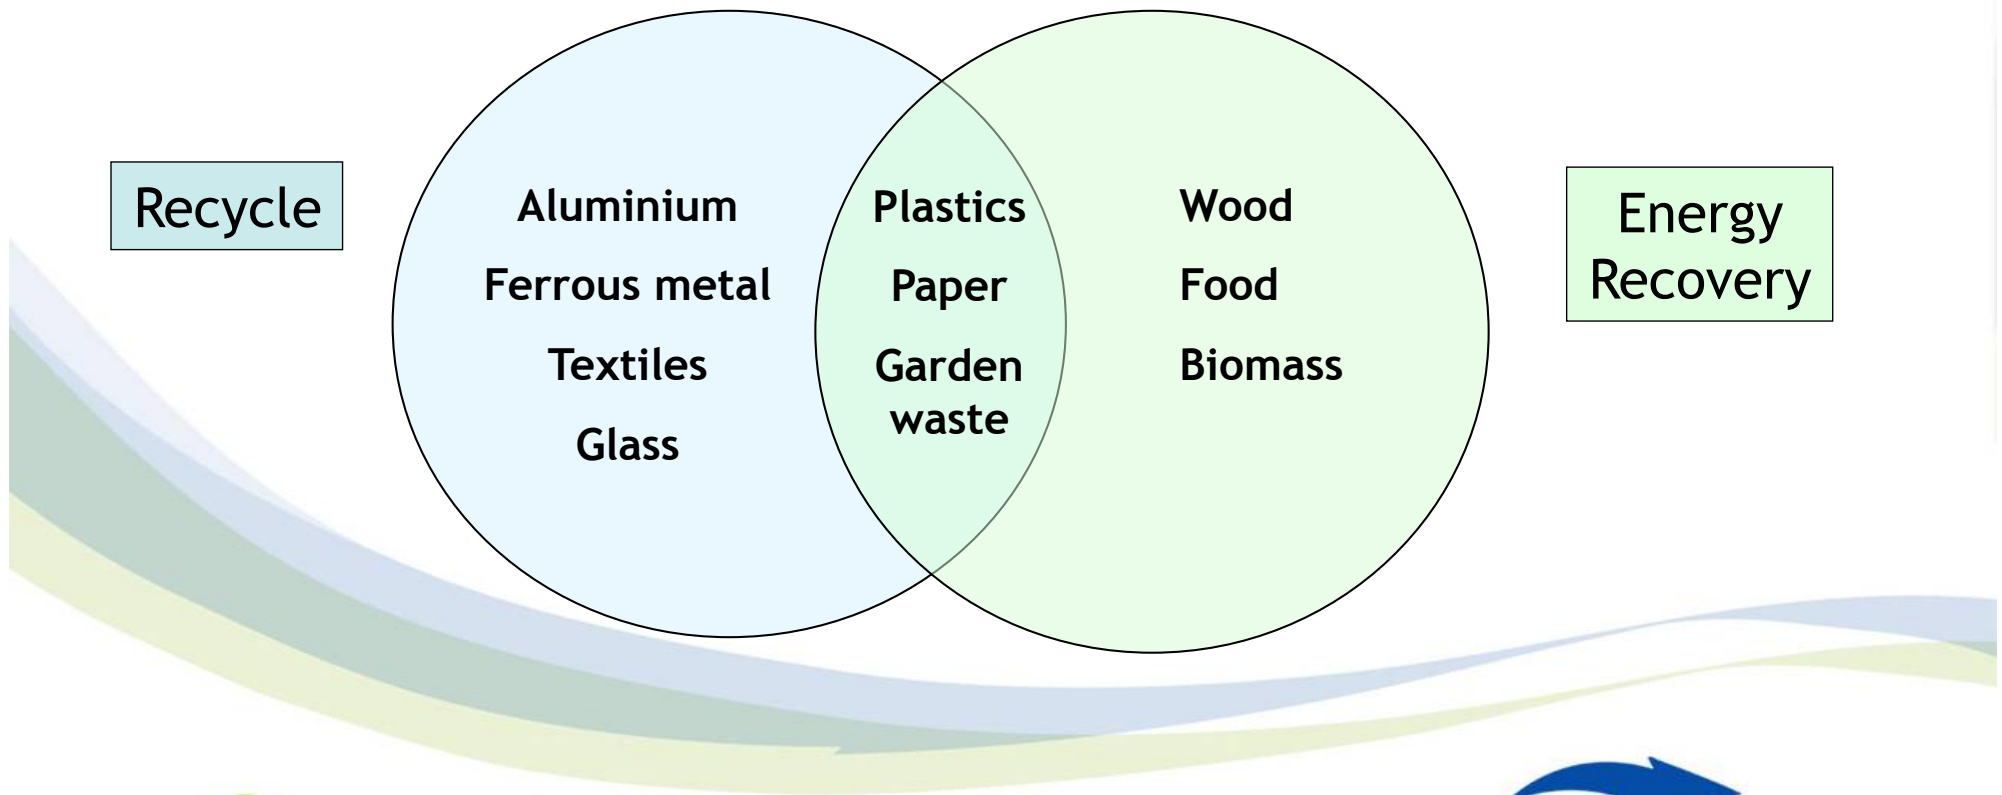 Recycle
Aluminium
Ferrous metal
Textiles
Glass
Plastics
Paper
Garden
waste
Wood
Food
Biomass
Energy
Recovery